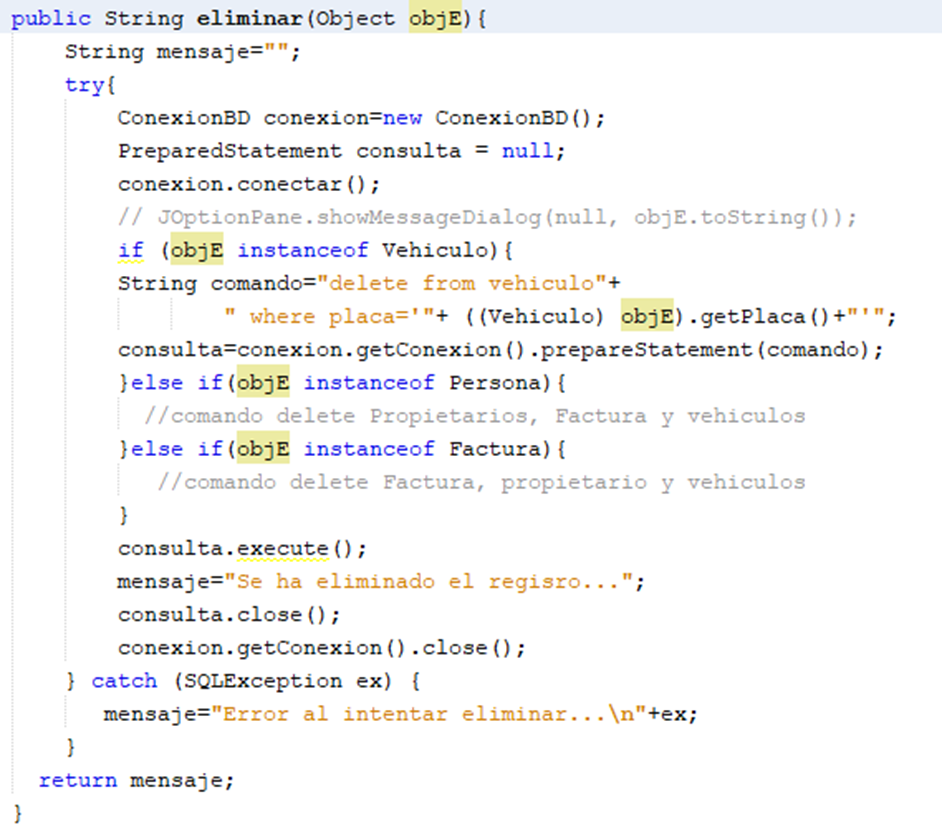 public String eliminar(Object objE){
String mensaje="";
try{
ConexionBD conexion=new ConexionBD();
PreparedStatement consulta = null;
conexion.conectar();
// JOptionPane.showMessageDialog(null, objE.toString());
if (objE instanceof Vehiculo){
String comando="delete from vehiculo"+
" where placa='"+ ((Vehiculo) objE).getPlaca()+"'";
consulta=conexion.getConexion().prepareStatement(comando);
}else if(objE instanceof Persona){
//comando delete Propietarios, Factura y vehiculos
}else if(objE instanceof Factura){
//comando delete Factura, propietario y vehiculos
}
consulta.execute();
mensaje="Se ha eliminado el regisro...";
consulta.close();
conexion.getConexion().close();
} catch (SQLException ex) {
mensaje="Error al intentar eliminar...\n"+ex;
}
return mensaje;
}